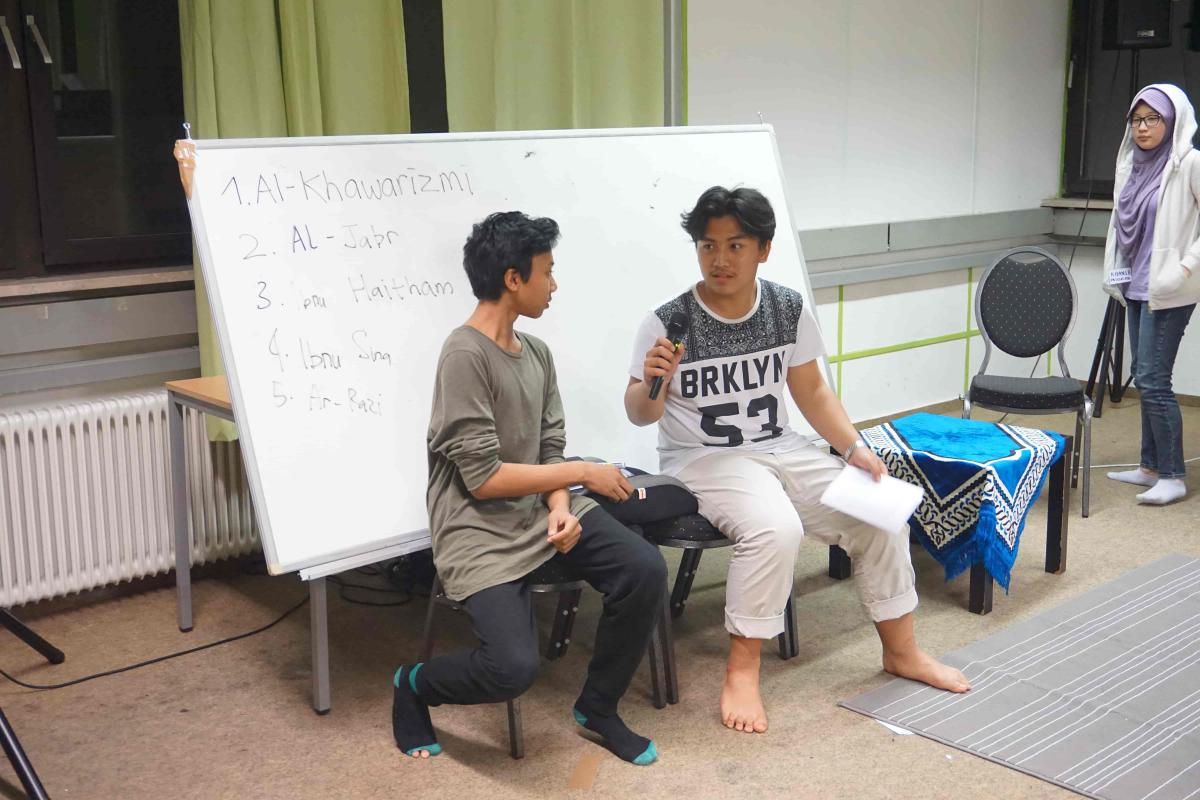 1. Al-Khawarizmi
2. AL-Jabr
3. Ibnu Haitham
4. Ibnu Sina
5. Ar-Razi
BRKLYN
53